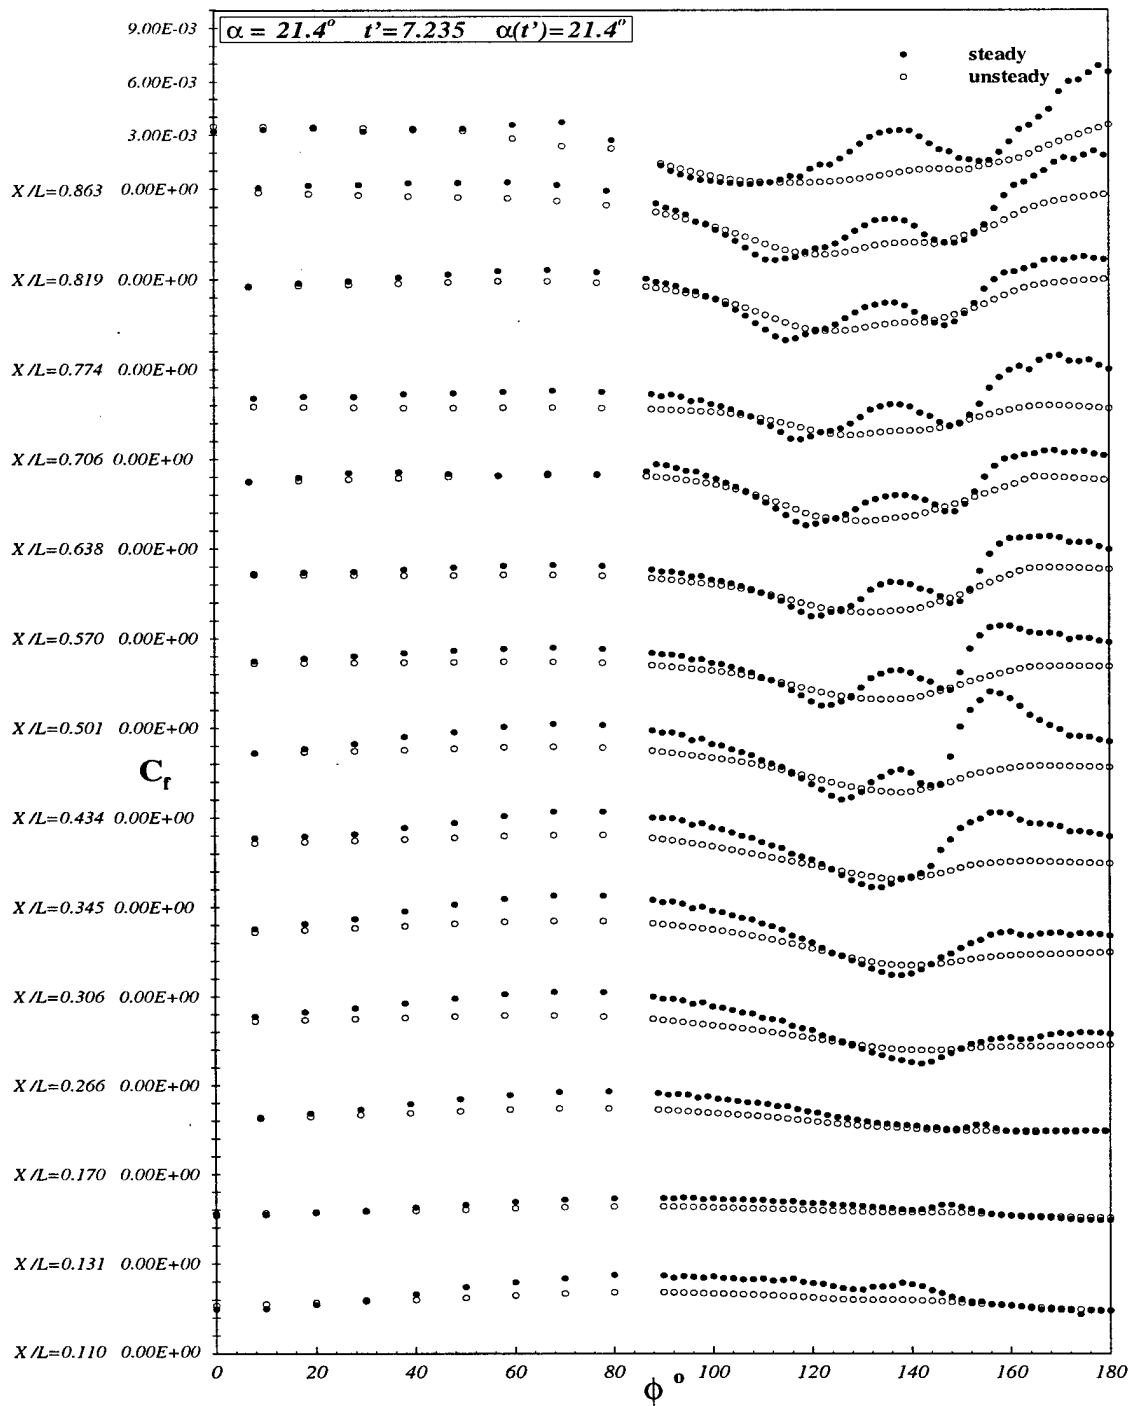 9.00E-03
α = 21.4° t'=7.235 α(t')=21.4°
steady
6.00E-03
unsteady
3.00E-03
X/L=0.863 0.00E+00
X/L=0.819 0.00E+00
X/L=0.774 0.00E+00
X/L=0.706 0.00E+00
X/L=0.638 0.00E+00
X/L=0.570 0.00E+00
X/L=0.501 0.00E+00
Cf
X/L=0.434 0.00E+00
X/L=0.345 0.00E+00
X/L=0.306 0.00E+00
X/L=0.266 0.00E+00
X/L=0.170 0.00E+00
X/L=0.131 0.00E+00
X/L=0.110 0.00E+00
0 20 40 60 80 100 120 140 160 180
ϕ °